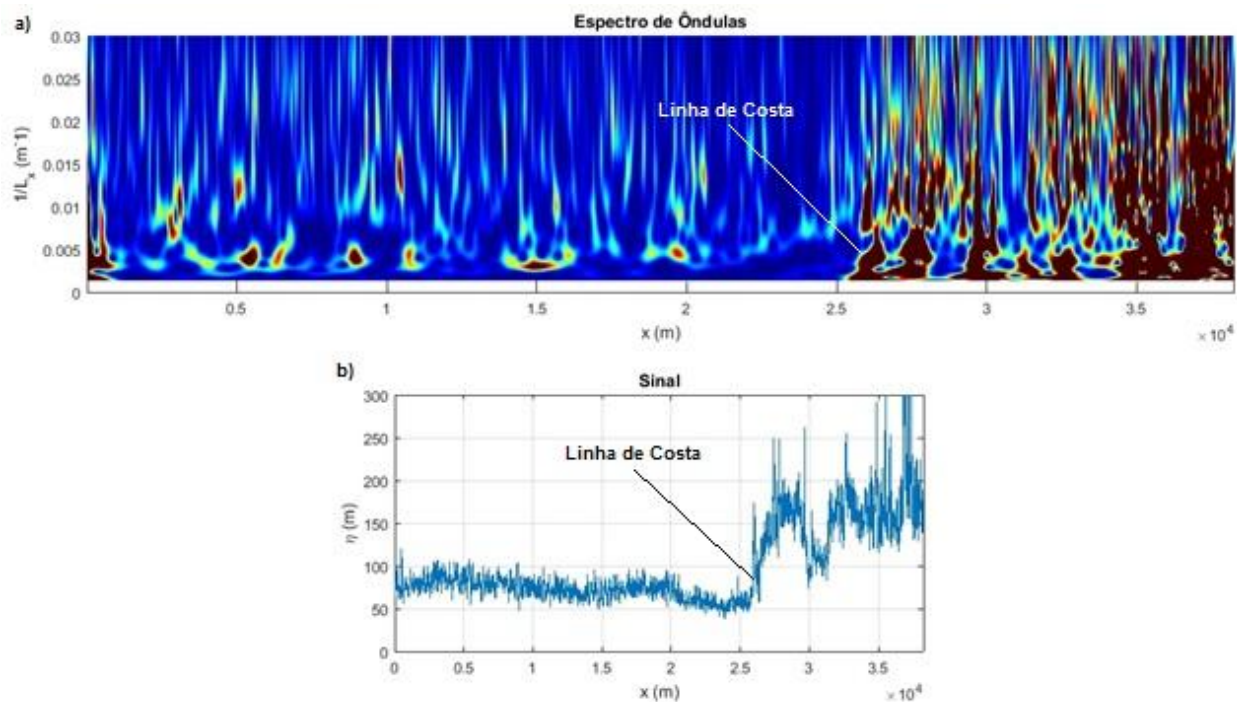 a)
Espectro de Ôndulas
0.03
0.025
0.02
0.015
0.01
0.005
0
1/L_x (m^-1)
Linha de Costa
0.5 1 1.5 2 2.5 3 3.5
x (m)
×10^4
b)
Sinal
300
250
200
150
100
50
0
η (m)
Linha de Costa
0 0.5 1 1.5 2 2.5 3 3.5
x (m)
×10^4